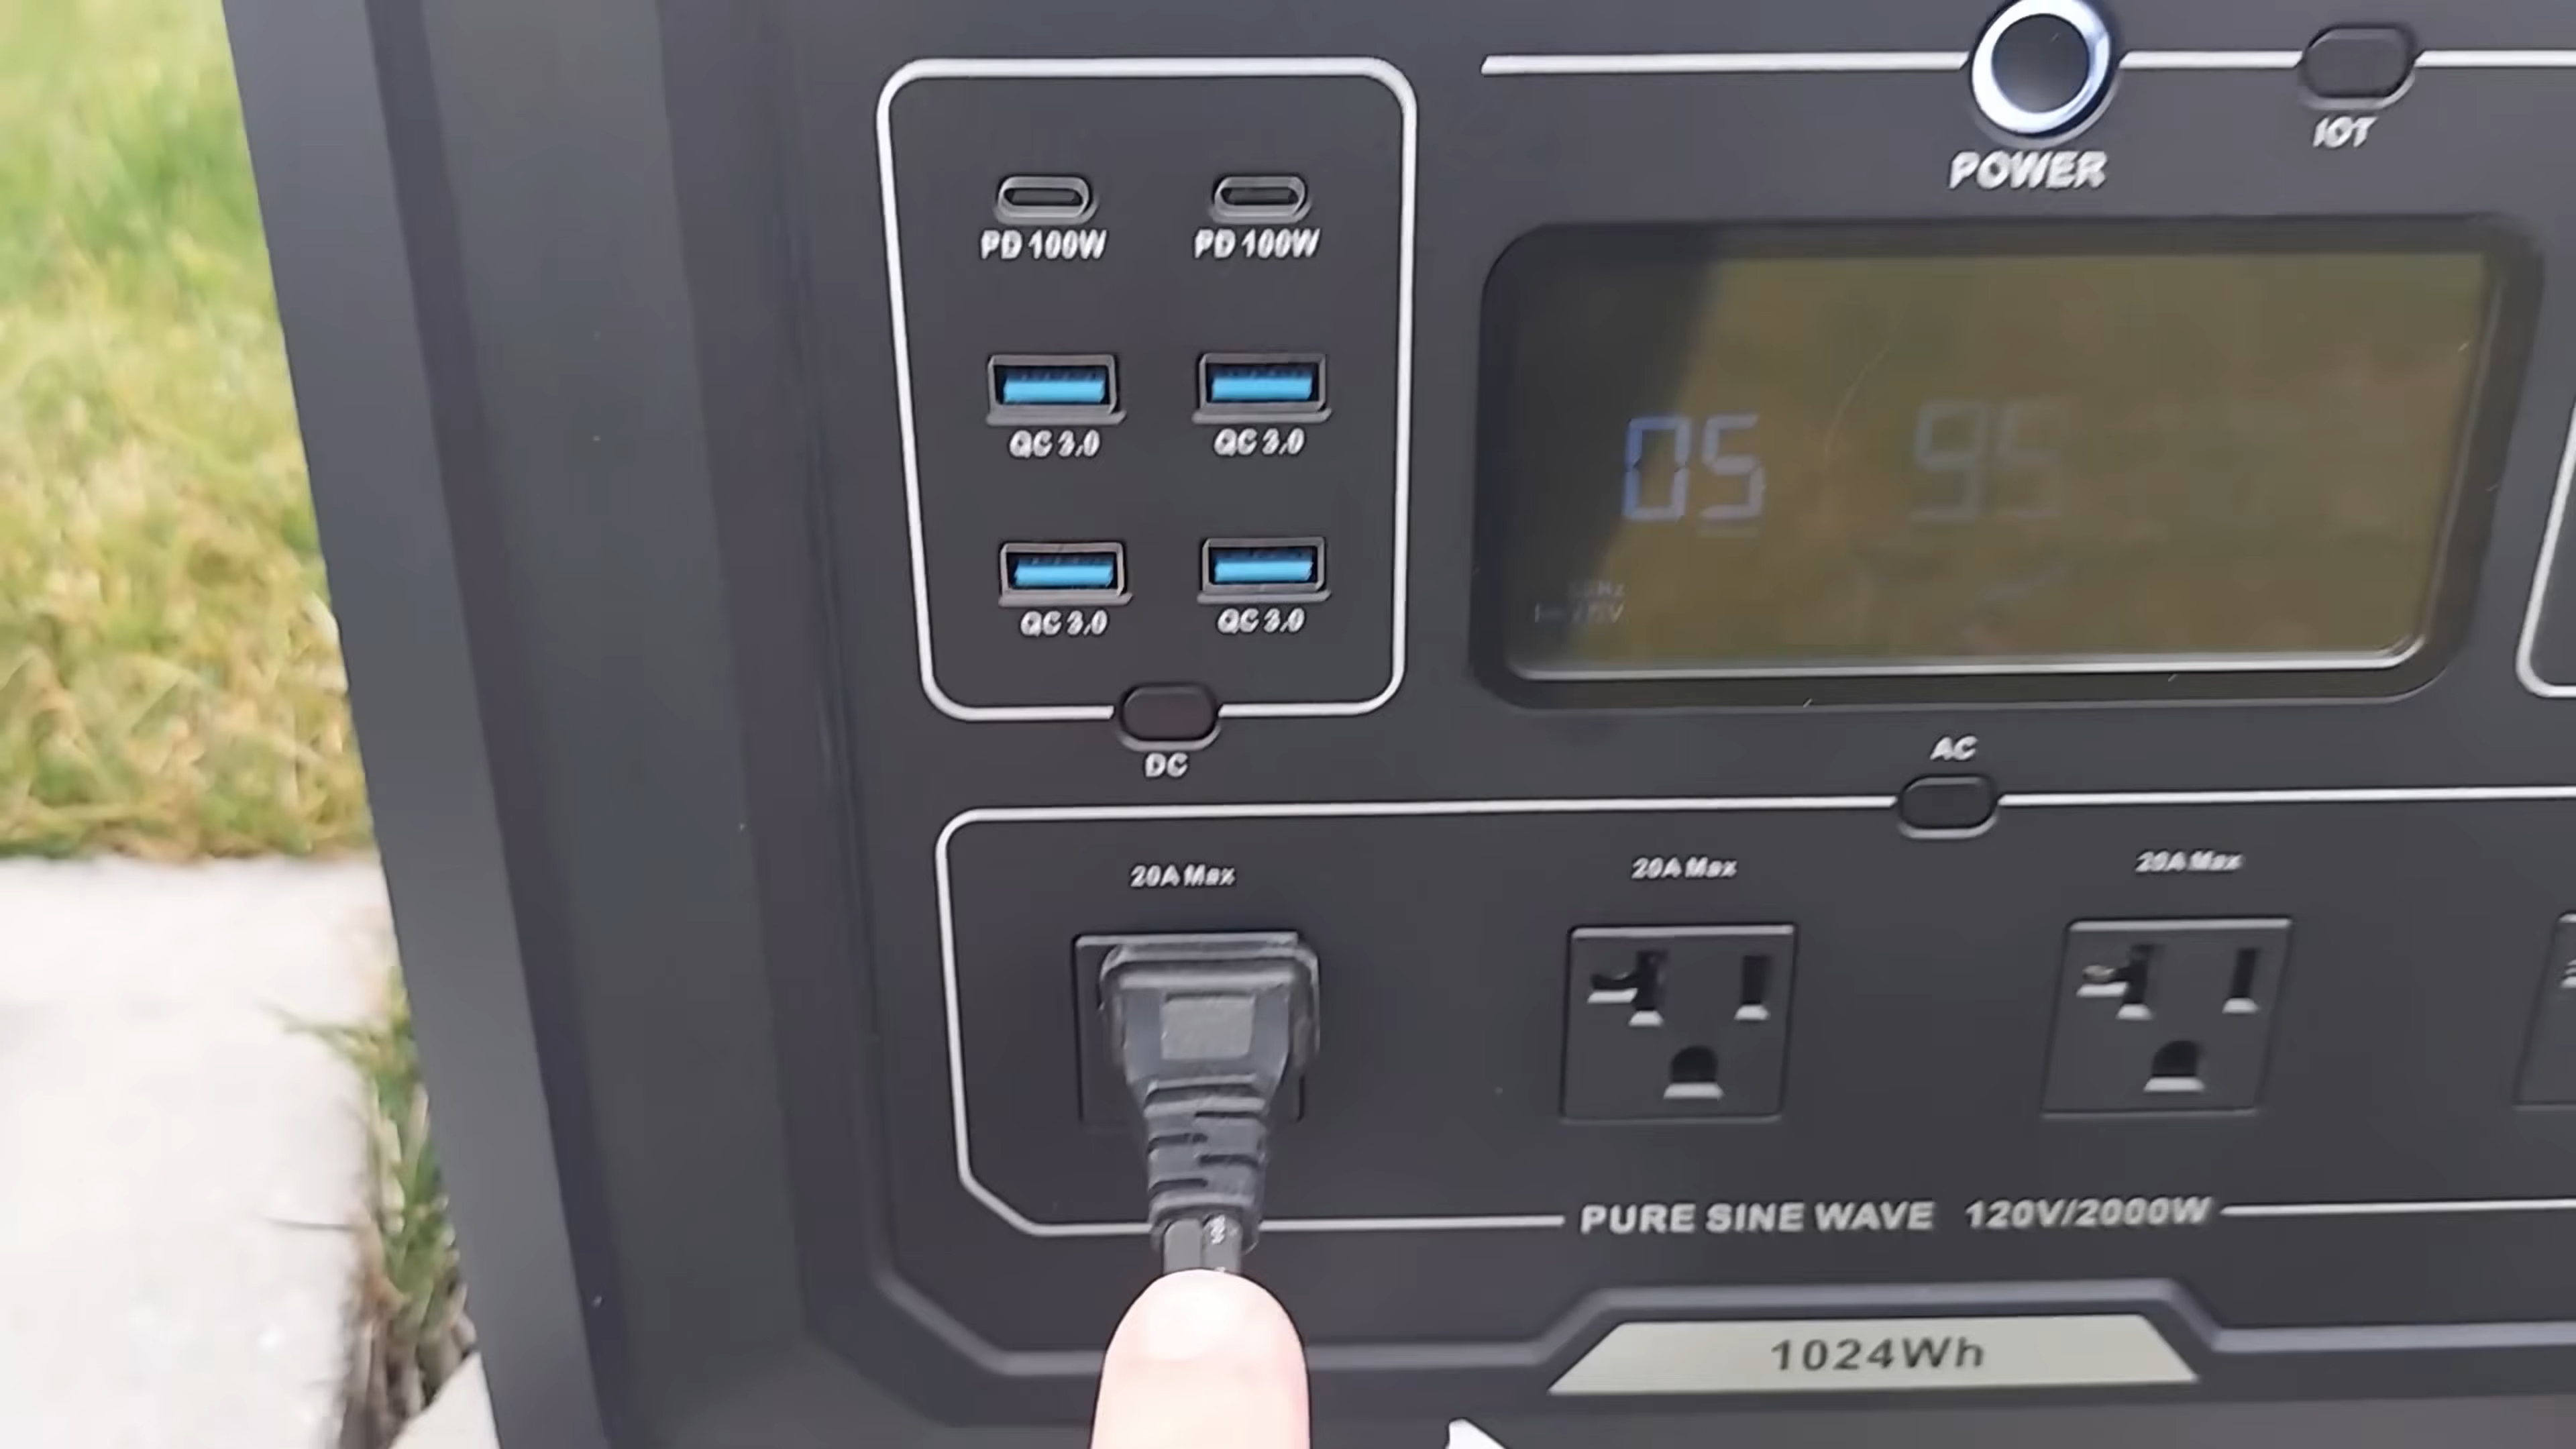 POWER
IOT
PD 100W
PD 100W
QC 3.0
QC 3.0
QC 3.0
QC 3.0
DC
05
95
AC
20A Max
20A Max
20A Max
PURE SINE WAVE 120V/2000W
1024Wh